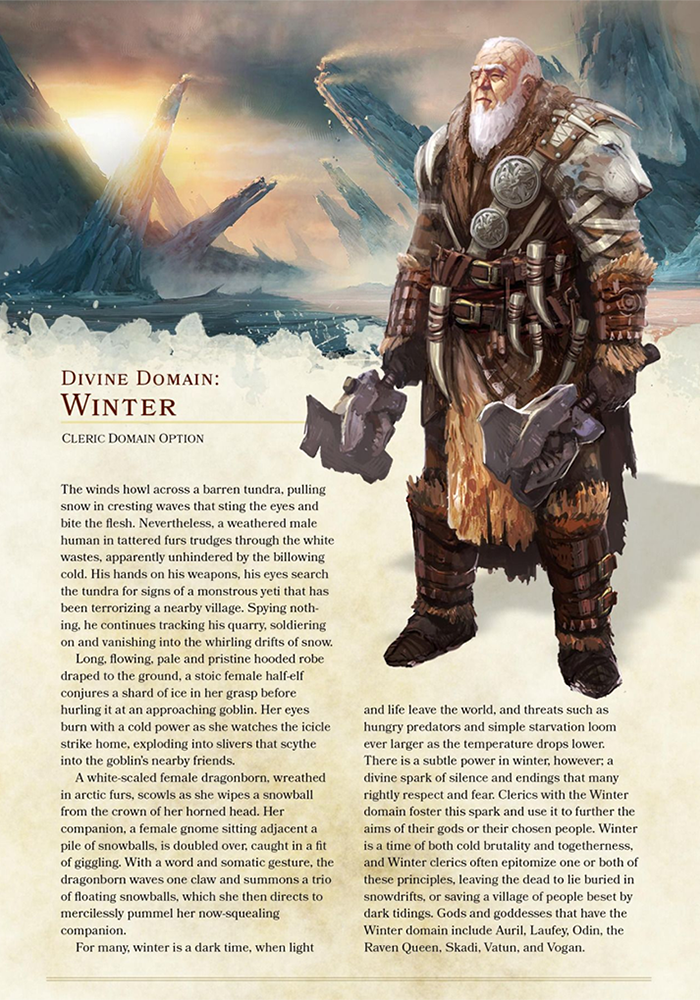 Divine Domain:
Winter
Cleric Domain Option
The winds howl across a barren tundra, pulling
snow in cresting waves that sting the eyes and
bite the flesh. Nevertheless, a weathered male
human in tattered furs trudges through the white
wastes, apparently unhindered by the billowing
cold. His hands on his weapons, his eyes search
the tundra for signs of a monstrous yeti that has
been terrorizing a nearby village. Spying noth-
ing, he continues tracking his quarry, soldiering
on and vanishing into the whirling drifts of snow.
Long, flowing, pale and pristine hooded robe
draped to the ground, a stoic female half-elf
conjures a shard of ice in her grasp before
hurling it at an approaching goblin. Her eyes
burn with a cold power as she watches the icicle
strike home, exploding into slivers that scythe
into the goblin's nearby friends.
A white-scaled female dragonborn, wreathed
in arctic furs, scowls as she wipes a snowball
from the crown of her horned head. Her
companion, a female gnome sitting adjacent a
pile of snowballs, is doubled over, caught in a fit
of giggling. With a word and somatic gesture, the
dragonborn waves one claw and summons a trio
of floating snowballs, which she then directs to
mercilessly pummel her now-squealing
companion.
For many, winter is a dark time, when light
and life leave the world, and threats such as
hungry predators and simple starvation loom
ever larger as the temperature drops lower.
There is a subtle power in winter, however; a
divine spark of silence and endings that many
rightly respect and fear. Clerics with the Winter
domain foster this spark and use it to further the
aims of their gods or their chosen people. Winter
is a time of both cold brutality and togetherness,
and Winter clerics often epitomize one or both of
these principles, leaving the dead to lie buried in
snowdrifts, or saving a village of people beset by
dark tidings. Gods and goddesses that have the
Winter domain include Auril, Laufey, Odin, the
Raven Queen, Skadi, Vatun, and Vogan.